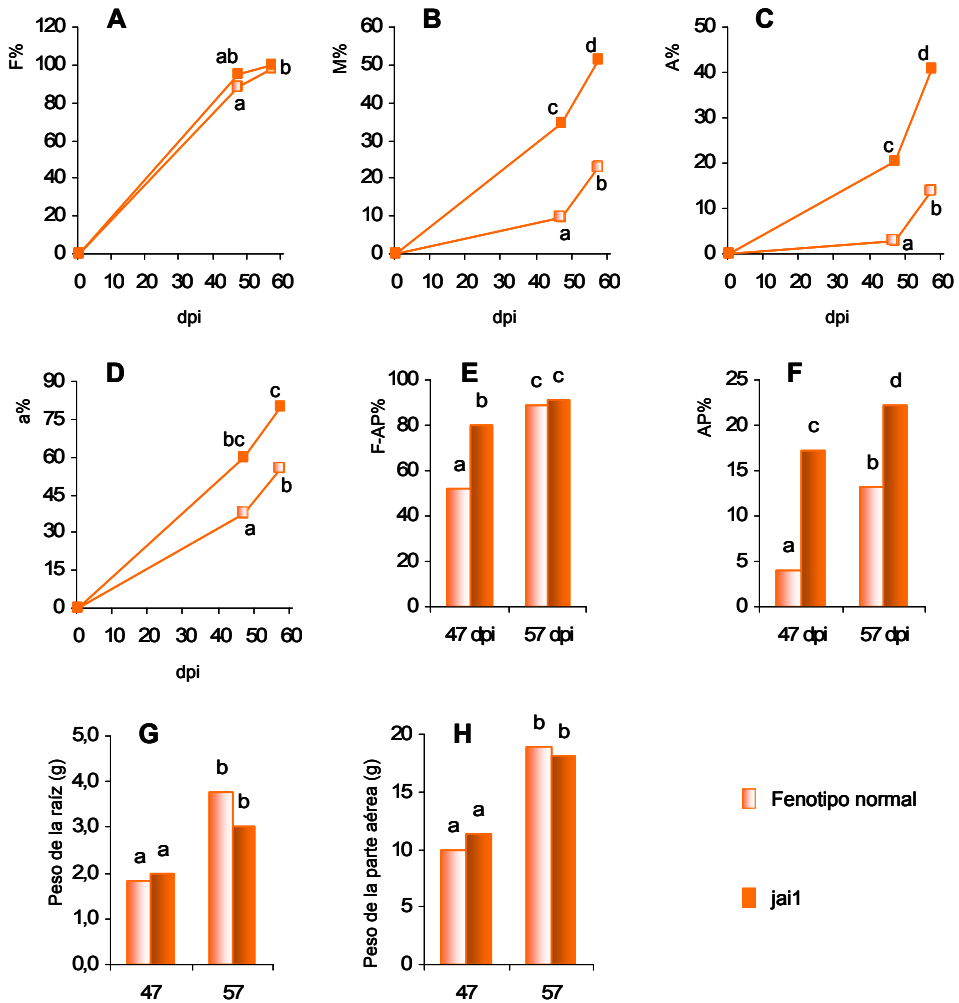 A
F%
120
100
80
60
40
20
0
ab
b
a
0 10 20 30 40 50 60
dpi
B
M%
60
50
40
30
20
10
0
d
c
b
a
0 10 20 30 40 50 60
dpi
C
A%
50
40
30
20
10
0
d
c
b
a
0 10 20 30 40 50 60
dpi
D
a%
90
75
60
45
30
15
0
c
bc
b
a
0 10 20 30 40 50 60
dpi
E
F-AP%
100
80
60
40
20
0
a b c c
47 dpi 57 dpi
F
AP%
25
20
15
10
5
0
a c b d
47 dpi 57 dpi
G
Peso de la raíz (g)
5,0
4,0
3,0
2,0
1,0
0,0
a a b b
47 57
H
Peso de la parte aérea (g)
20
15
10
5
0
a a b b
47 57
Fenotipo normal
jai1